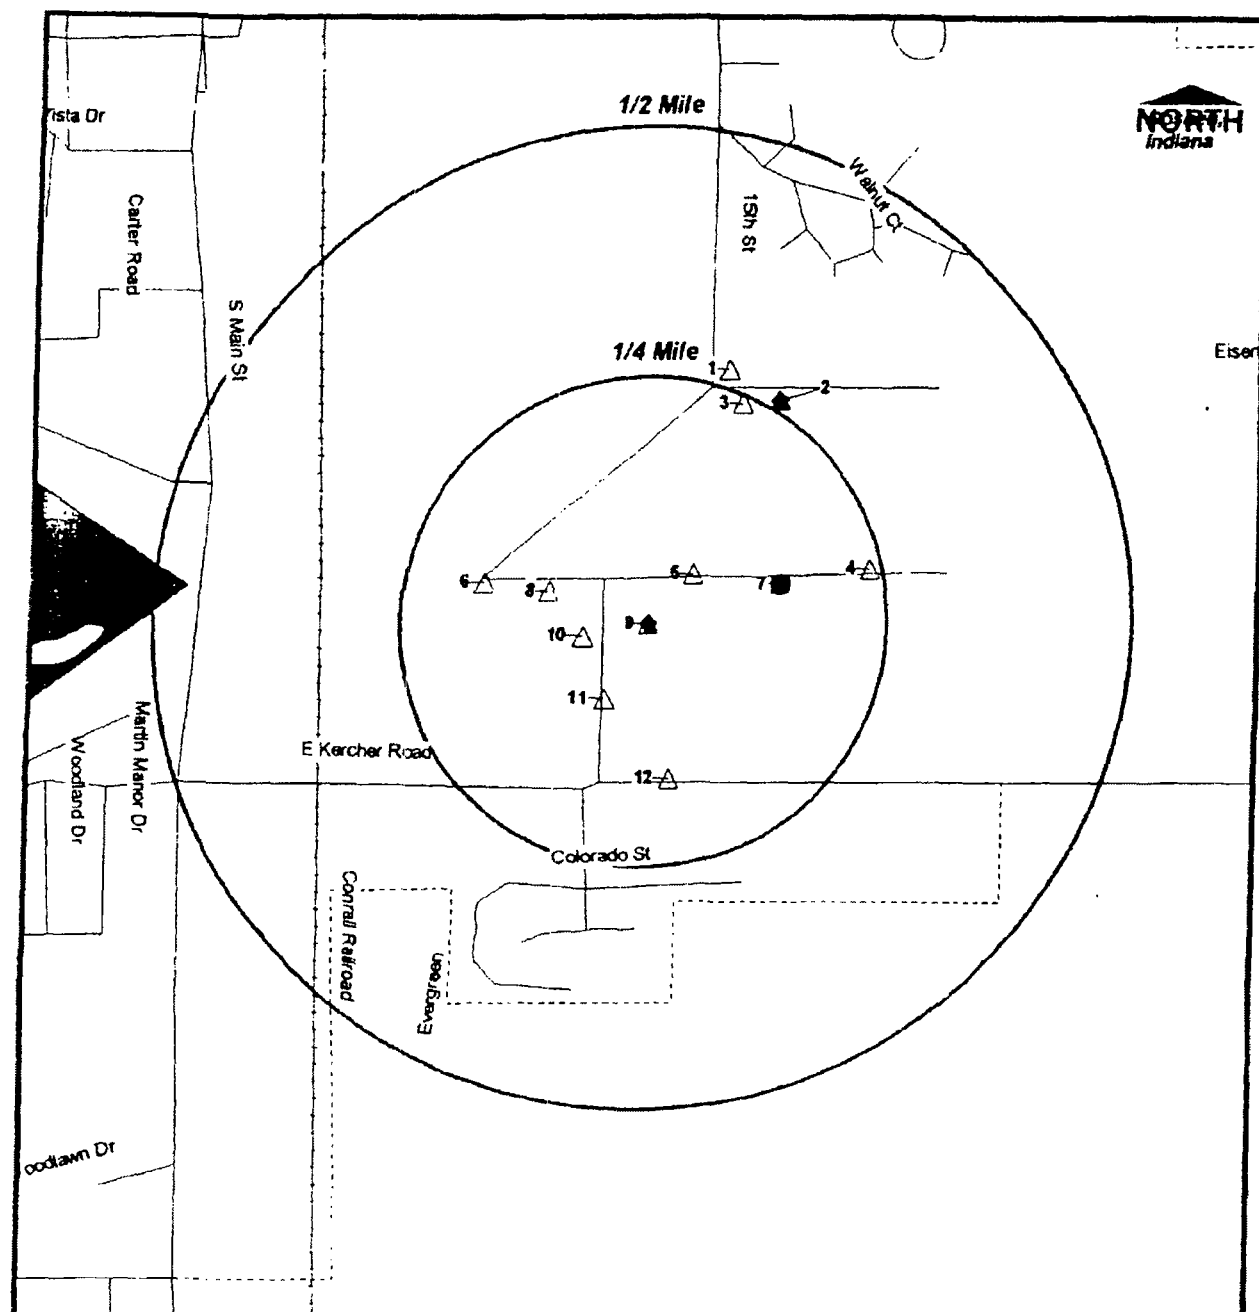 1/2 Mile
NORTH
Indiana
ista Dr
Walnut Ct
15th St
Carter Road
S Main St
1/4 Mile
Eisen
1
2
3
4
5
6
7
8
9
10
11
12
E Kercher Road
Martin Manor Dr
Woodland Dr
Colorado St
Conrail Railroad
Evergreen
oodlawn Dr